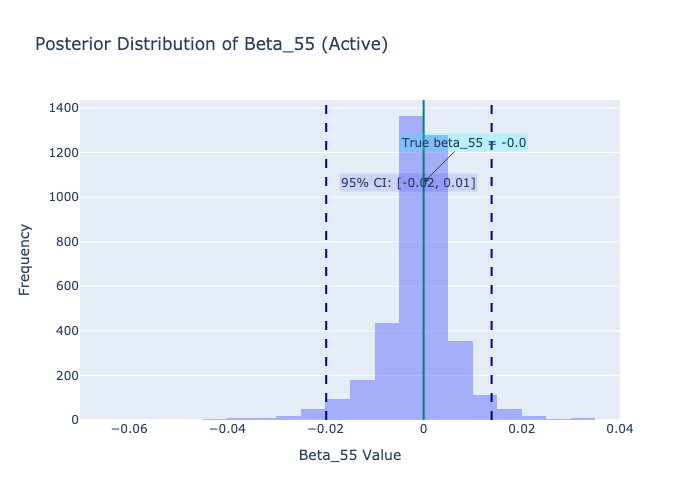 Posterior Distribution of Beta_55 (Active)
1400
1200
1000
800
600
400
200
0
Frequency
True beta_55 = -0.0
95% CI: [-0.02, 0.01]
−0.06
−0.04
−0.02
0
0.02
0.04
Beta_55 Value